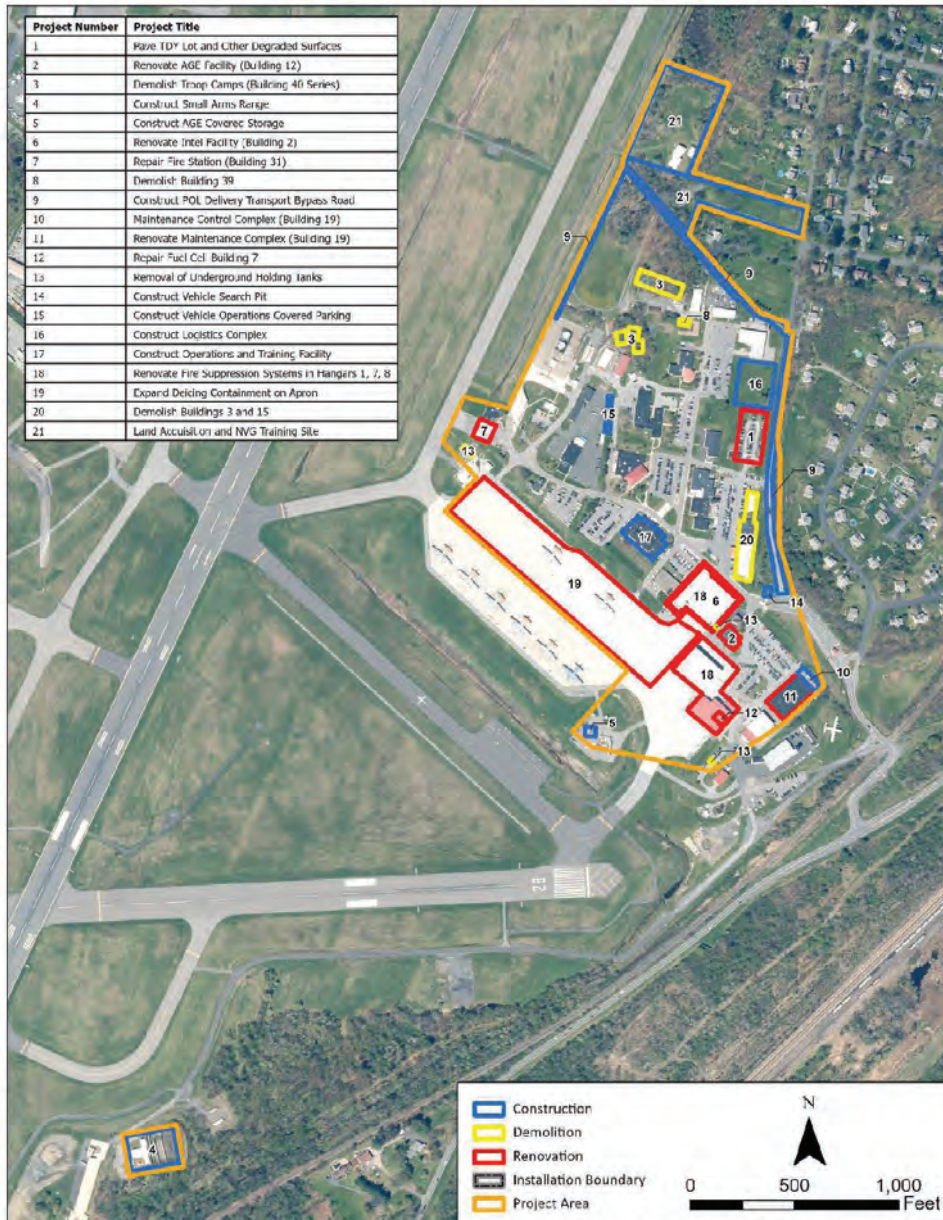 Project Number Project Title
1 Pave TDY Lot and Other Degraded Surfaces
2 Renovate AGE Facility (Building 12)
3 Demolish Troop Camps (Building 40 Series)
4 Construct Small Arms Range
5 Construct AGE Covered Storage
6 Renovate Intel Facility (Building 2)
7 Repair Fire Station (Building 31)
8 Demolish Building 39
9 Construct POL Delivery Transport Bypass Road
10 Maintenance Control Complex (Building 19)
11 Renovate Maintenance Complex (Building 19)
12 Repair Fuel Cell Building 7
13 Removal of Underground Holding Tanks
14 Construct Vehicle Search Pit
15 Construct Vehicle Operations Covered Parking
16 Construct Logistics Complex
17 Construct Operations and Training Facility
18 Renovate Fire Suppression Systems in Hangars 1, 7, 8
19 Expand Deicing Containment on Apron
20 Demolish Buildings 3 and 15
21 Land Acquisition and NVG Training Site
21
21
9
9
3
8
3
16
15
1
7
13
9
17
20
19
18 6
14
13
2
18
10
11
12
5
13
28
4
Construction
Demolition
Renovation
Installation Boundary
Project Area
N
0 500 1,000
Feet